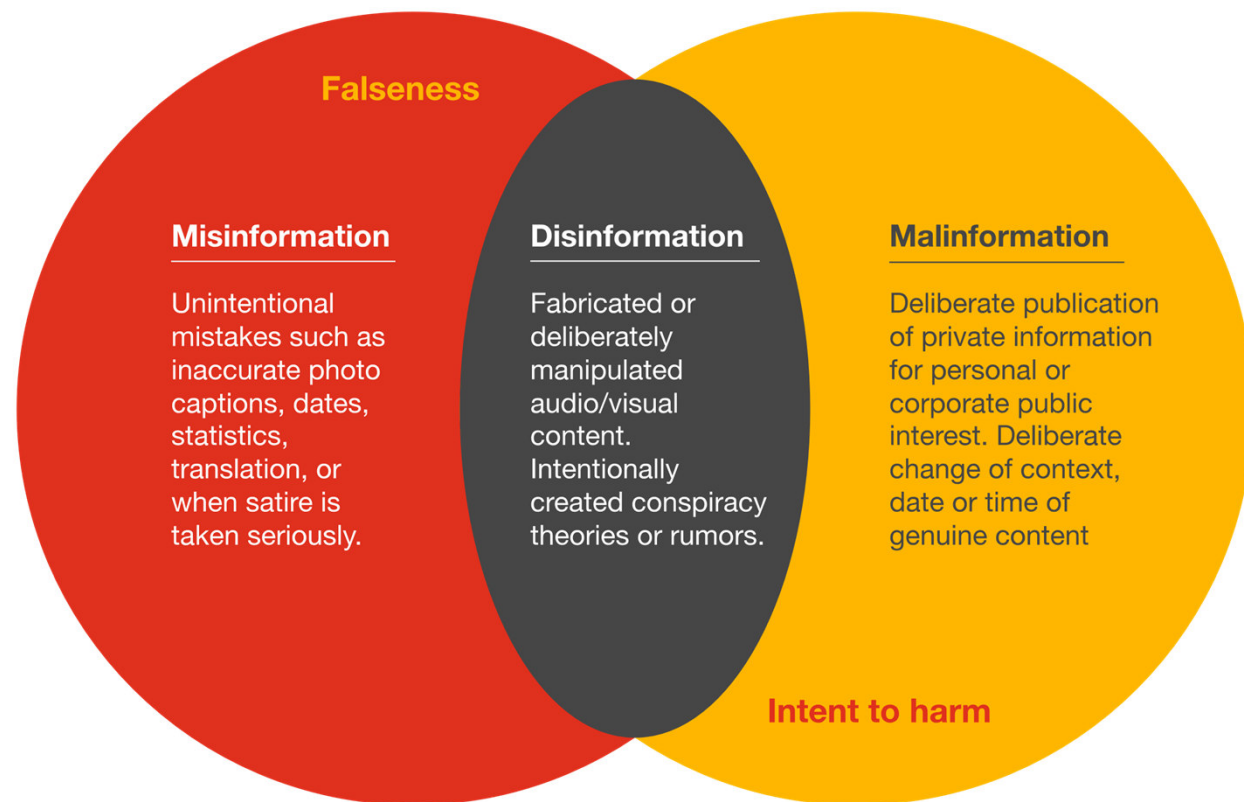 Falseness
Misinformation
Unintentional
mistakes such as
inaccurate photo
captions, dates,
statistics,
translation, or
when satire is
taken seriously.
Disinformation
Fabricated or
deliberately
manipulated
audio/visual
content.
Intentionally
created conspiracy
theories or rumors.
Malinformation
Deliberate publication
of private information
for personal or
corporate public
interest. Deliberate
change of context,
date or time of
genuine content
Intent to harm